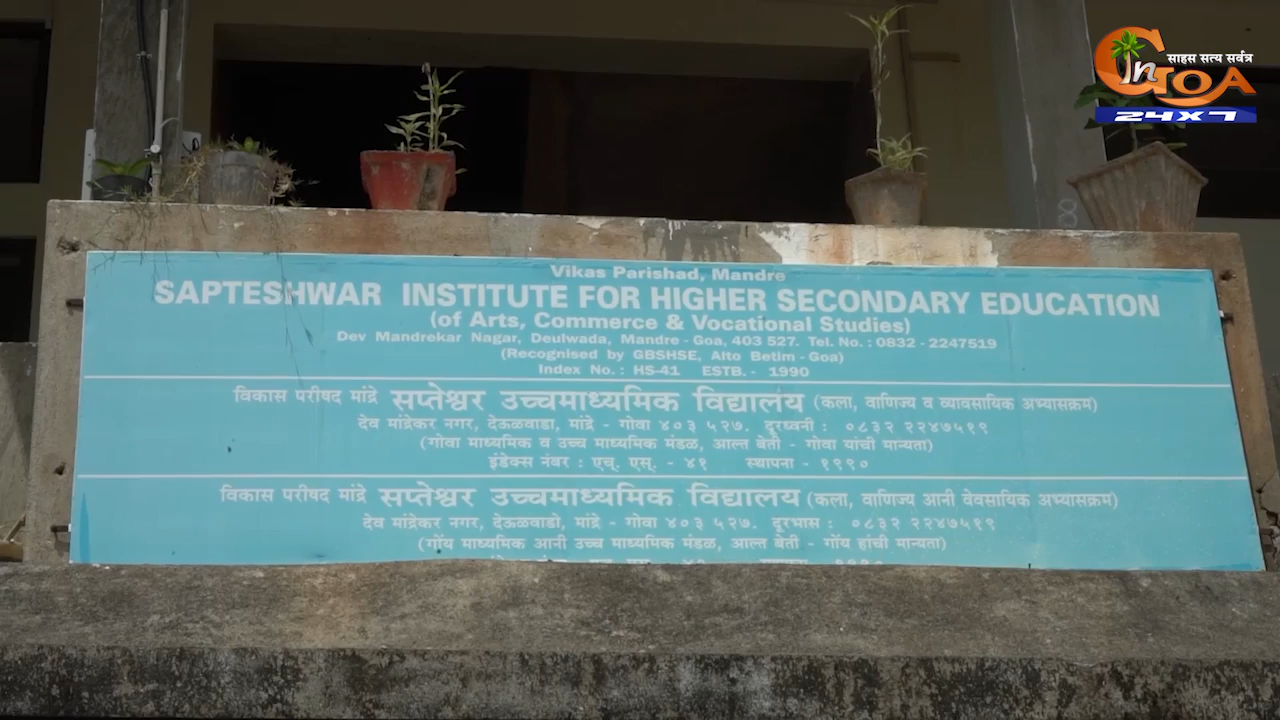 साहस सत्य सर्वत्र
In GOA
24X7
Vikas Parishad, Mandre
SAPTESHWAR INSTITUTE FOR HIGHER SECONDARY EDUCATION
(of Arts, Commerce & Vocational Studies)
Dev Mandrekar Nagar, Deulwada, Mandre - Goa, 403 527. Tel. No. : 0832 - 2247519
(Recognised by GBSHSE, Alto Betim - Goa)
Index No. : HS-41 ESTB. - 1990
विकास परीषद मांद्रे सप्तेश्वर उच्चमाध्यमिक विद्यालय (कला, वाणिज्य व व्यावसायिक अभ्यासक्रम)
देव मांद्रेकर नगर, देऊळवाडा, मांद्रे - गोवा ४०३ ५२७. दूरध्वनी : ०८३२ २२४७५१९
(गोवा माध्यमिक व उच्च माध्यमिक मंडळ, आल्त बेती - गोवा यांची मान्यता)
इंडेक्स नंबर : एच्. एस्. - ४१ स्थापना - १९९०
विकास परीषद मांद्रे सप्तेश्वर उच्चमाध्यमिक विद्यालय (कला, वाणिज्य आनी वेवसायिक अभ्यासक्रम)
देव मांद्रेकर नगर, देऊळवाडो, मांद्रे - गोवा ४०३ ५२७. दूरभास : ०८३२ २२४७५१९
(गोंय माध्यमिक आनी उच्च माध्यमिक मंडळ, आल्त बेती - गोंय हांची मान्यता)